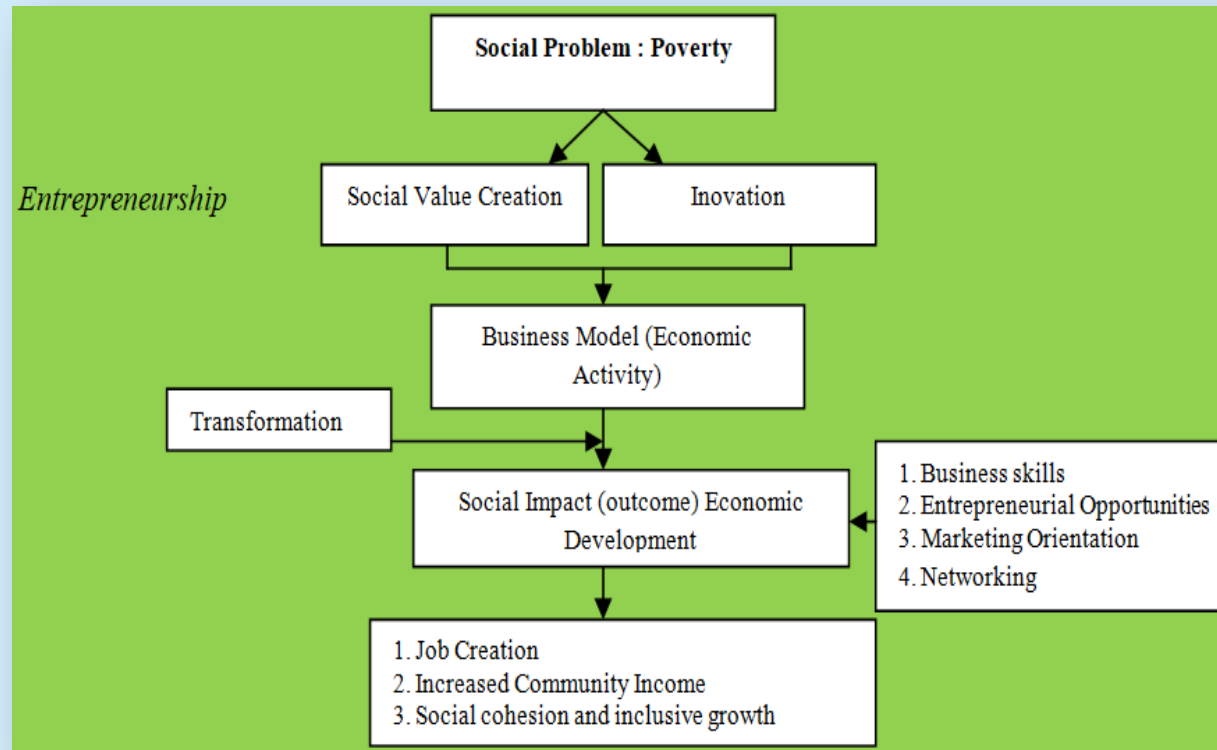 Social Problem : Poverty
Entrepreneurship
Social Value Creation
Inovation
Business Model (Economic
Activity)
Transformation
Social Impact (outcome) Economic
Development
1. Business skills
2. Entrepreneurial Opportunities
3. Marketing Orientation
4. Networking
1. Job Creation
2. Increased Community Income
3. Social cohesion and inclusive growth